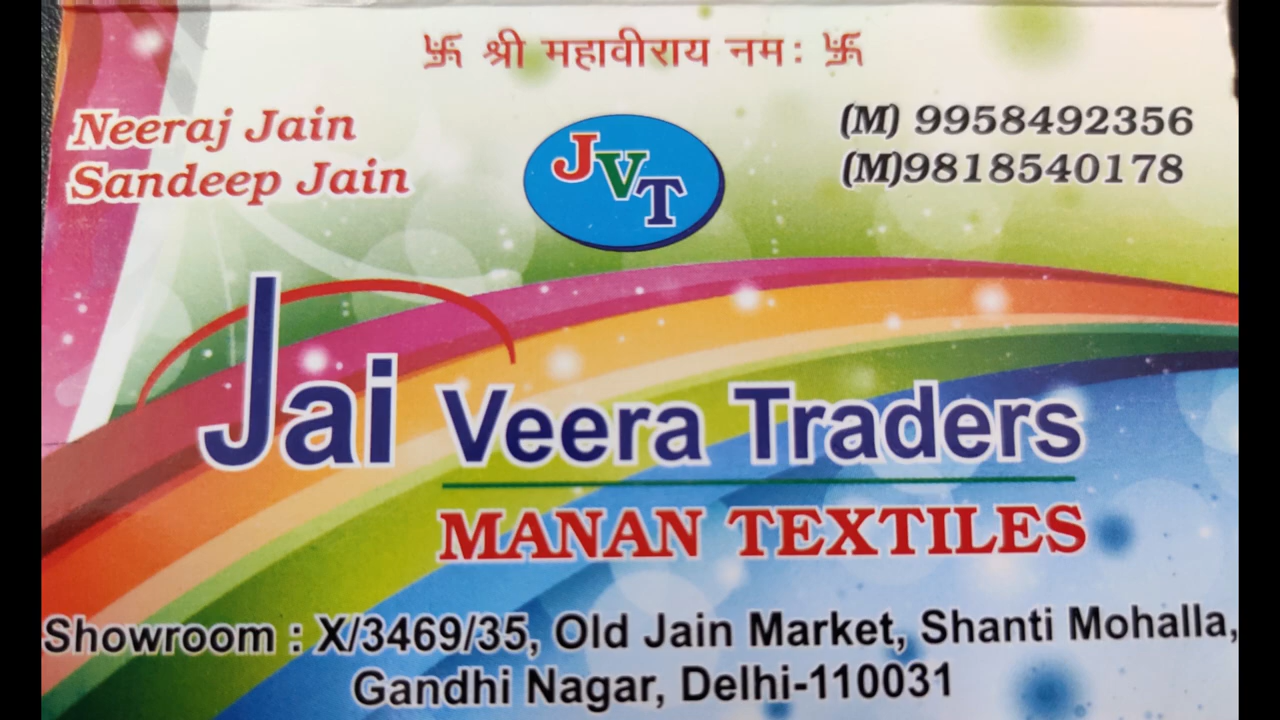 卐 श्री महावीराय नमः 卐
Neeraj Jain
Sandeep Jain
JVT
(M) 9958492356
(M)9818540178
Jai Veera Traders
MANAN TEXTILES
Showroom : X/3469/35, Old Jain Market, Shanti Mohalla,
Gandhi Nagar, Delhi-110031